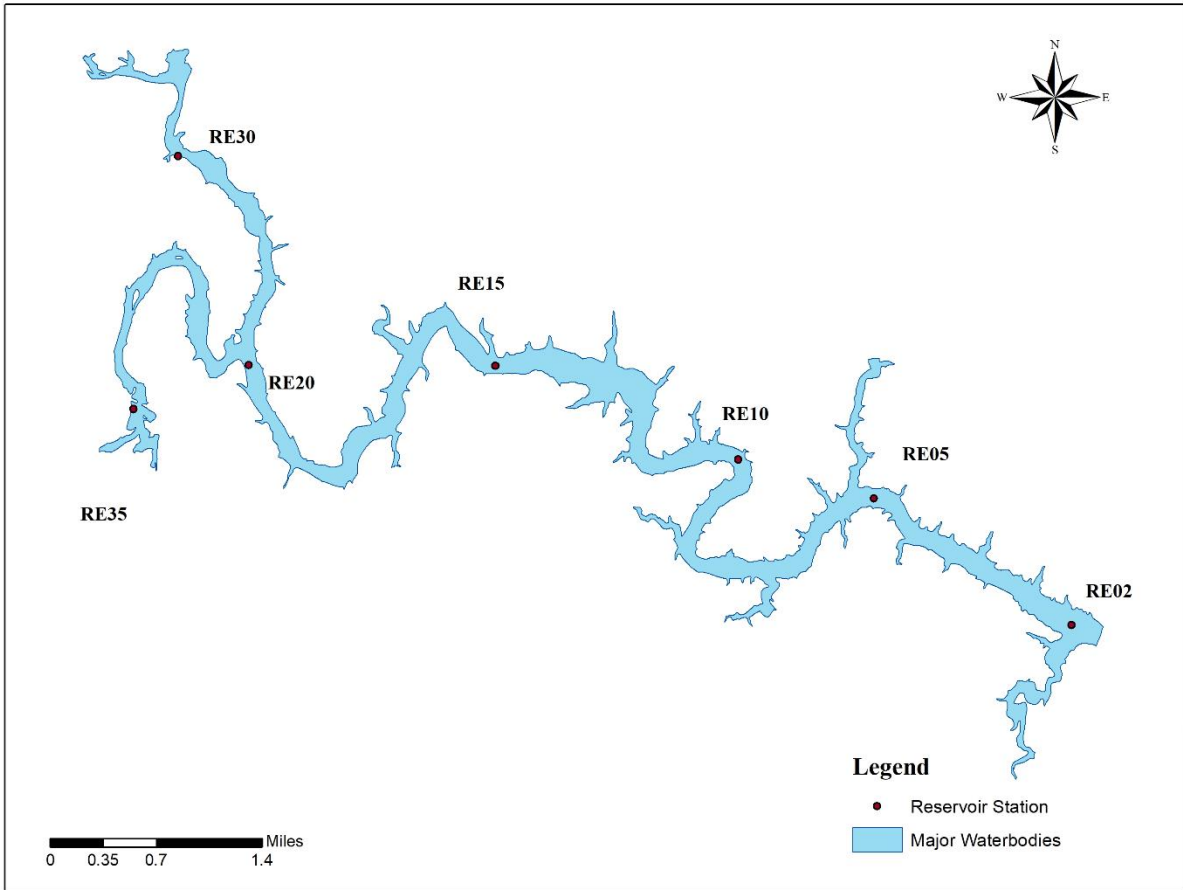 N
W
E
S
RE30
RE15
RE20
RE10
RE05
RE35
RE02
Legend
Reservoir Station
Major Waterbodies
Miles
0 0.35 0.7 1.4